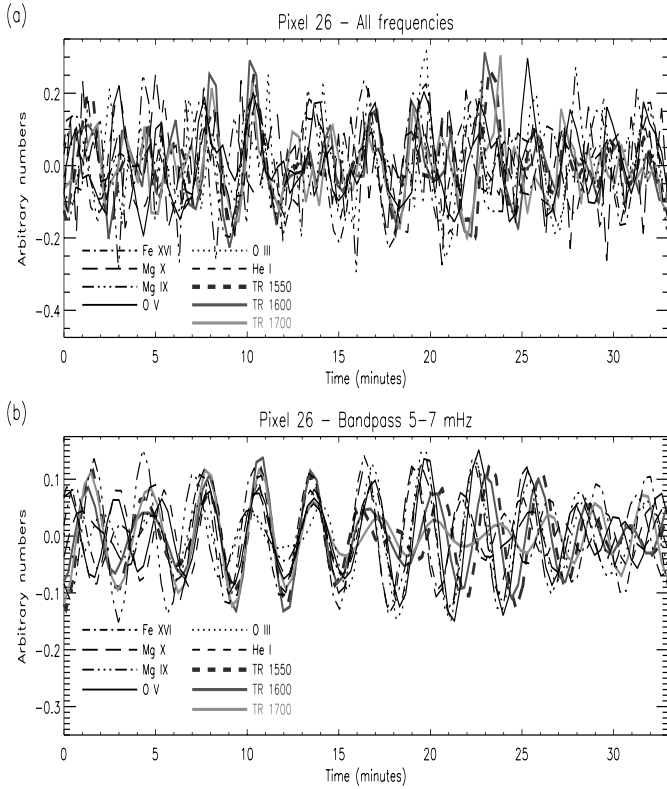 (a)
Pixel 26 – All frequencies
Arbitrary numbers
0.2
0.0
−0.2
−0.4
Fe XVI
Mg X
Mg IX
O V
O III
He I
TR 1550
TR 1600
TR 1700
0 5 10 15 20 25 30
Time (minutes)
(b)
Pixel 26 – Bandpass 5–7 mHz
Arbitrary numbers
0.1
0.0
−0.1
−0.2
−0.3
Fe XVI
Mg X
Mg IX
O V
O III
He I
TR 1550
TR 1600
TR 1700
0 5 10 15 20 25 30
Time (minutes)